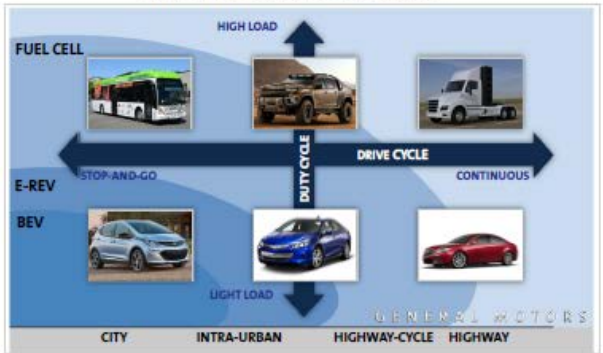 HIGH LOAD
FUEL CELL
DUTY CYCLE
DRIVE CYCLE
STOP-AND-GO
CONTINUOUS
E-REV
BEV
LIGHT LOAD
GENERAL MOTORS
CITY INTRA-URBAN HIGHWAY-CYCLE HIGHWAY